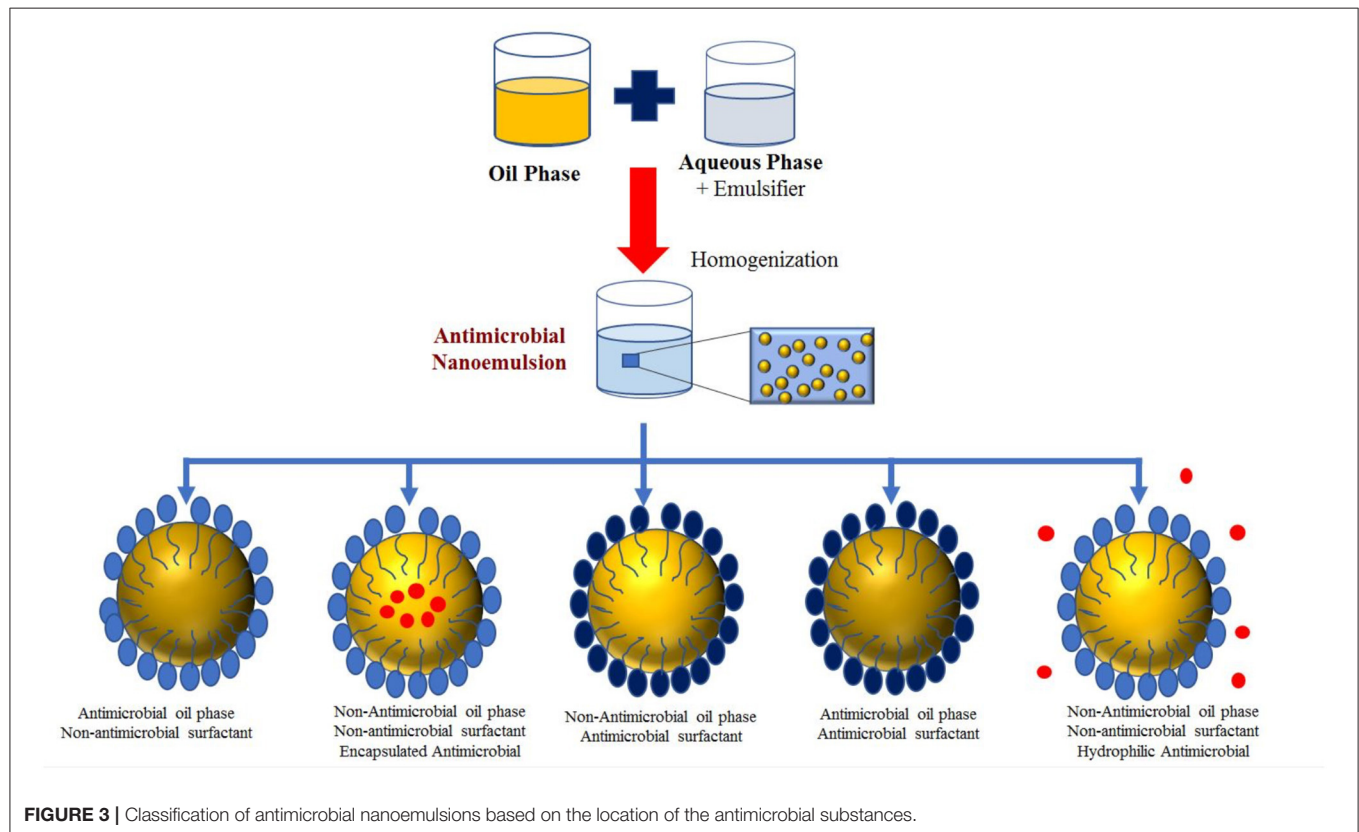 Oil Phase
Aqueous Phase
+ Emulsifier
Homogenization
Antimicrobial
Nanoemulsion
Antimicrobial oil phase
Non-antimicrobial surfactant
Non-Antimicrobial oil phase
Non-antimicrobial surfactant
Encapsulated Antimicrobial
Non-Antimicrobial oil phase
Antimicrobial surfactant
Antimicrobial oil phase
Antimicrobial surfactant
Non-Antimicrobial oil phase
Non-antimicrobial surfactant
Hydrophilic Antimicrobial
FIGURE 3 | Classification of antimicrobial nanoemulsions based on the location of the antimicrobial substances.